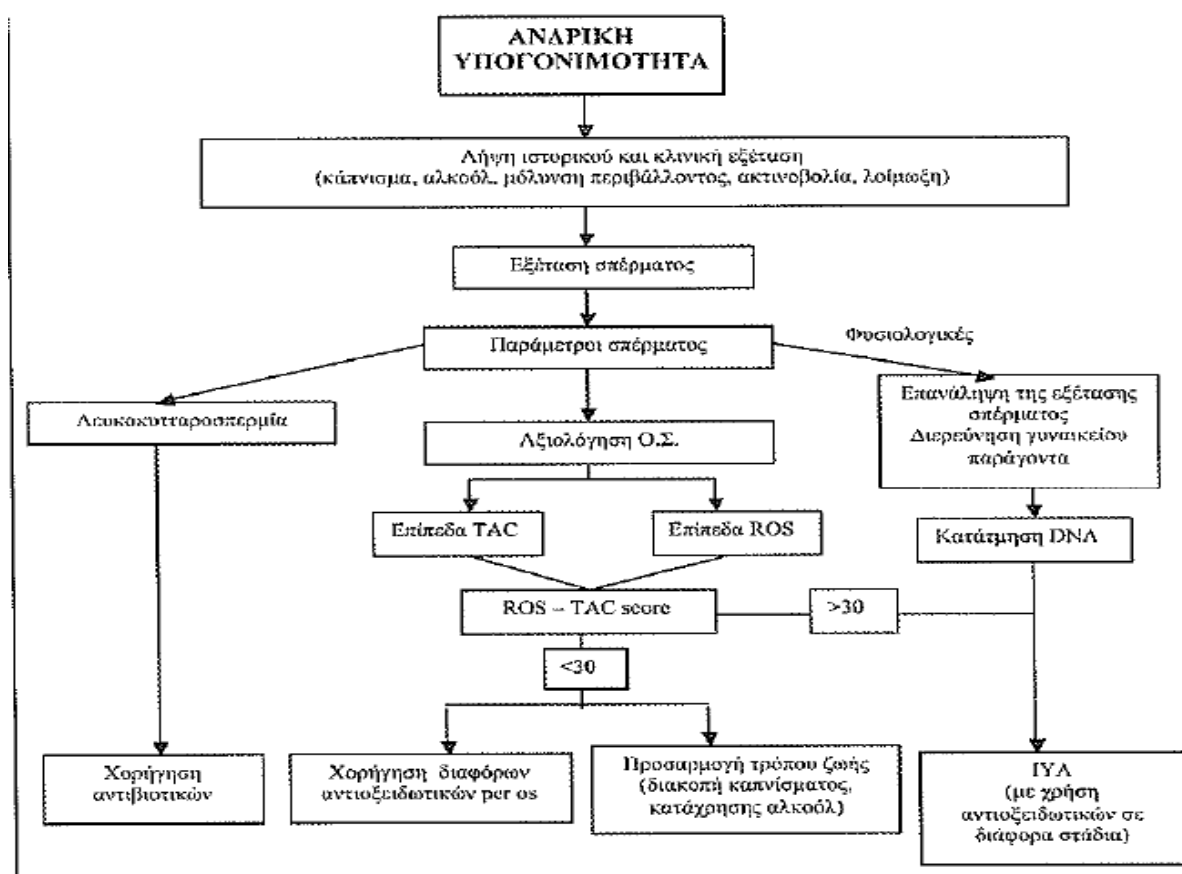 ΑΝΔΡΙΚΗ
ΥΠΟΓΟΝΙΜΟΤΗΤΑ
Λήψη ιστορικού και κλινική εξέταση
(κάπνισμα, αλκοόλ, μόλυνση περιβάλλοντος, ακτινοβολία, λοίμωξη)
Εξέταση σπέρματος
Παράμετροι σπέρματος
Φυσιολογικές
Λευκοκυτταροσπερμία
Αξιολόγηση Ο.Σ.
Επανάληψη της εξέτασης
σπέρματος
Διερεύνηση γυναικείου
παράγοντα
Επίπεδα TAC
Επίπεδα ROS
Κατάτμηση DNA
ROS – TAC score
>30
<30
Χορήγηση
αντιβιοτικών
Χορήγηση διαφόρων
αντιοξειδωτικών per os
Προσαρμογή τρόπου ζωής
(διακοπή καπνίσματος,
κατάχρησης αλκοόλ)
ΙΥΑ
(με χρήση
αντιοξειδωτικών σε
διάφορα στάδια)